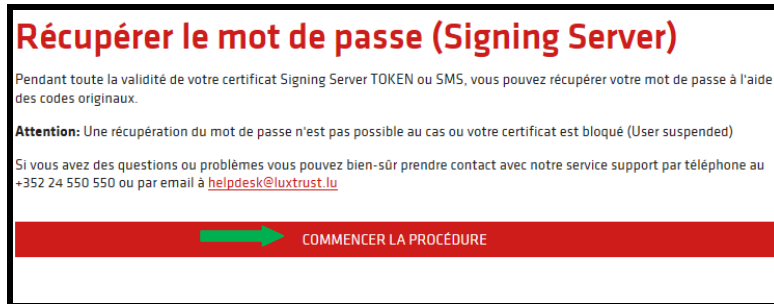 Récupérer le mot de passe (Signing Server)
Pendant toute la validité de votre certificat Signing Server TOKEN ou SMS, vous pouvez récupérer votre mot de passe à l'aide
des codes originaux.
Attention: Une récupération du mot de passe n'est pas possible au cas ou votre certificat est bloqué (User suspended)
Si vous avez des questions ou problèmes vous pouvez bien-sûr prendre contact avec notre service support par téléphone au
+352 24 550 550 ou par email à helpdesk@luxtrust.lu
COMMENCER LA PROCÉDURE